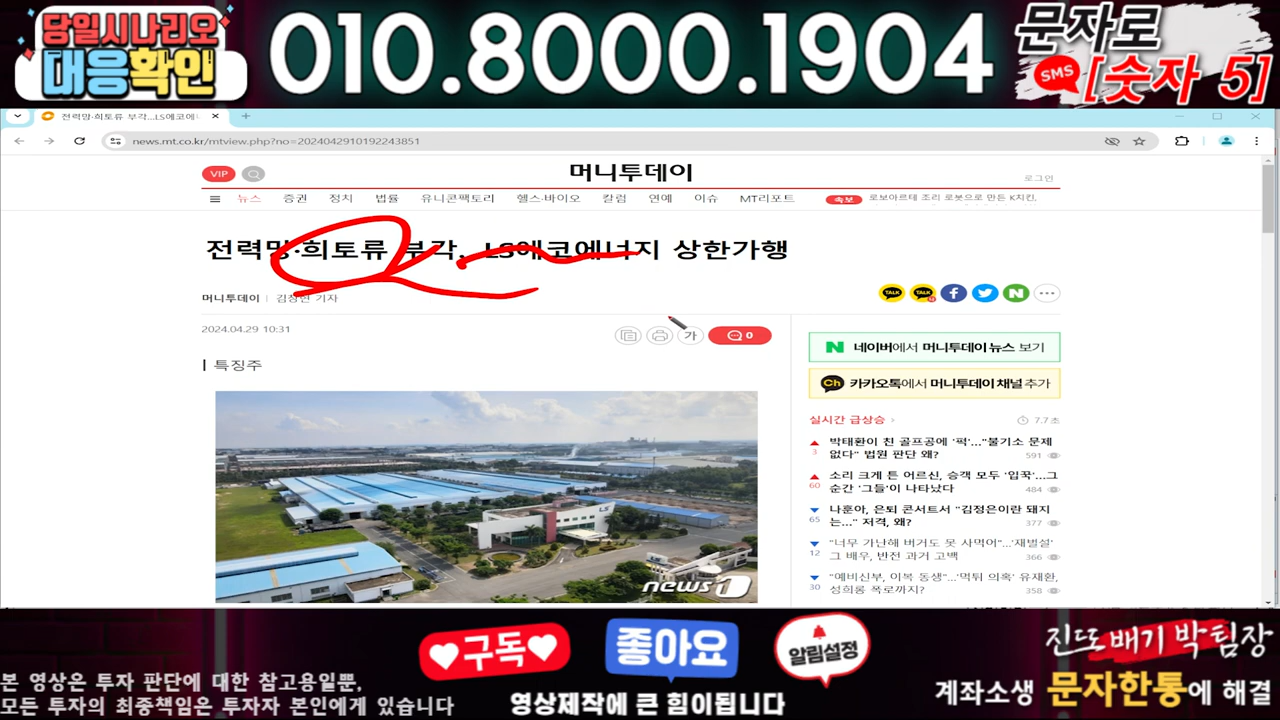 당일시나리오
대응확인
010.8000.1904
문자로
SMS
[숫자 5]
전력망·희토류 부각...LS에코에너
news.mt.co.kr/mtview.php?no=2024042910192243851
VIP
머니투데이
로그인
뉴스 증권 정치 법률 유니콘팩토리 헬스·바이오 칼럼 연예 이슈 MT리포트
속보 로보아르테 조리 로봇으로 만든 K치킨,
전력망·희토류 부각, LS에코에너지 상한가행
머니투데이 | 김창현 기자
TALK TALK
2024.04.29 10:31
가
0
특징주
네이버에서 머니투데이 뉴스 보기
Ch 카카오톡에서 머니투데이 채널 추가
실시간 급상승
7.7초
3 박태환이 친 골프공에 '퍽'..."불기소 문제
없다" 법원 판단 왜?
591
60 소리 크게 튼 어르신, 승객 모두 '입꾹'...그
순간 '그들'이 나타났다
484
65 나훈아, 은퇴 콘서트서 "김정은이란 돼지
는..." 저격, 왜?
377
12 "너무 가난해 버거도 못 사먹어"...'재벌설'
그 배우, 반전 과거 고백
366
30 "예비신부, 이복 동생"...'먹튀 의혹' 유재환,
성희롱 폭로까지?
358
news1
구독
좋아요
알림설정
영상제작에 큰 힘이됩니다
본 영상은 투자 판단에 대한 참고용일뿐,
모든 투자의 최종책임은 투자자 본인에게 있습니다
진또배기 박팀장
계좌소생 문자한통에 해결